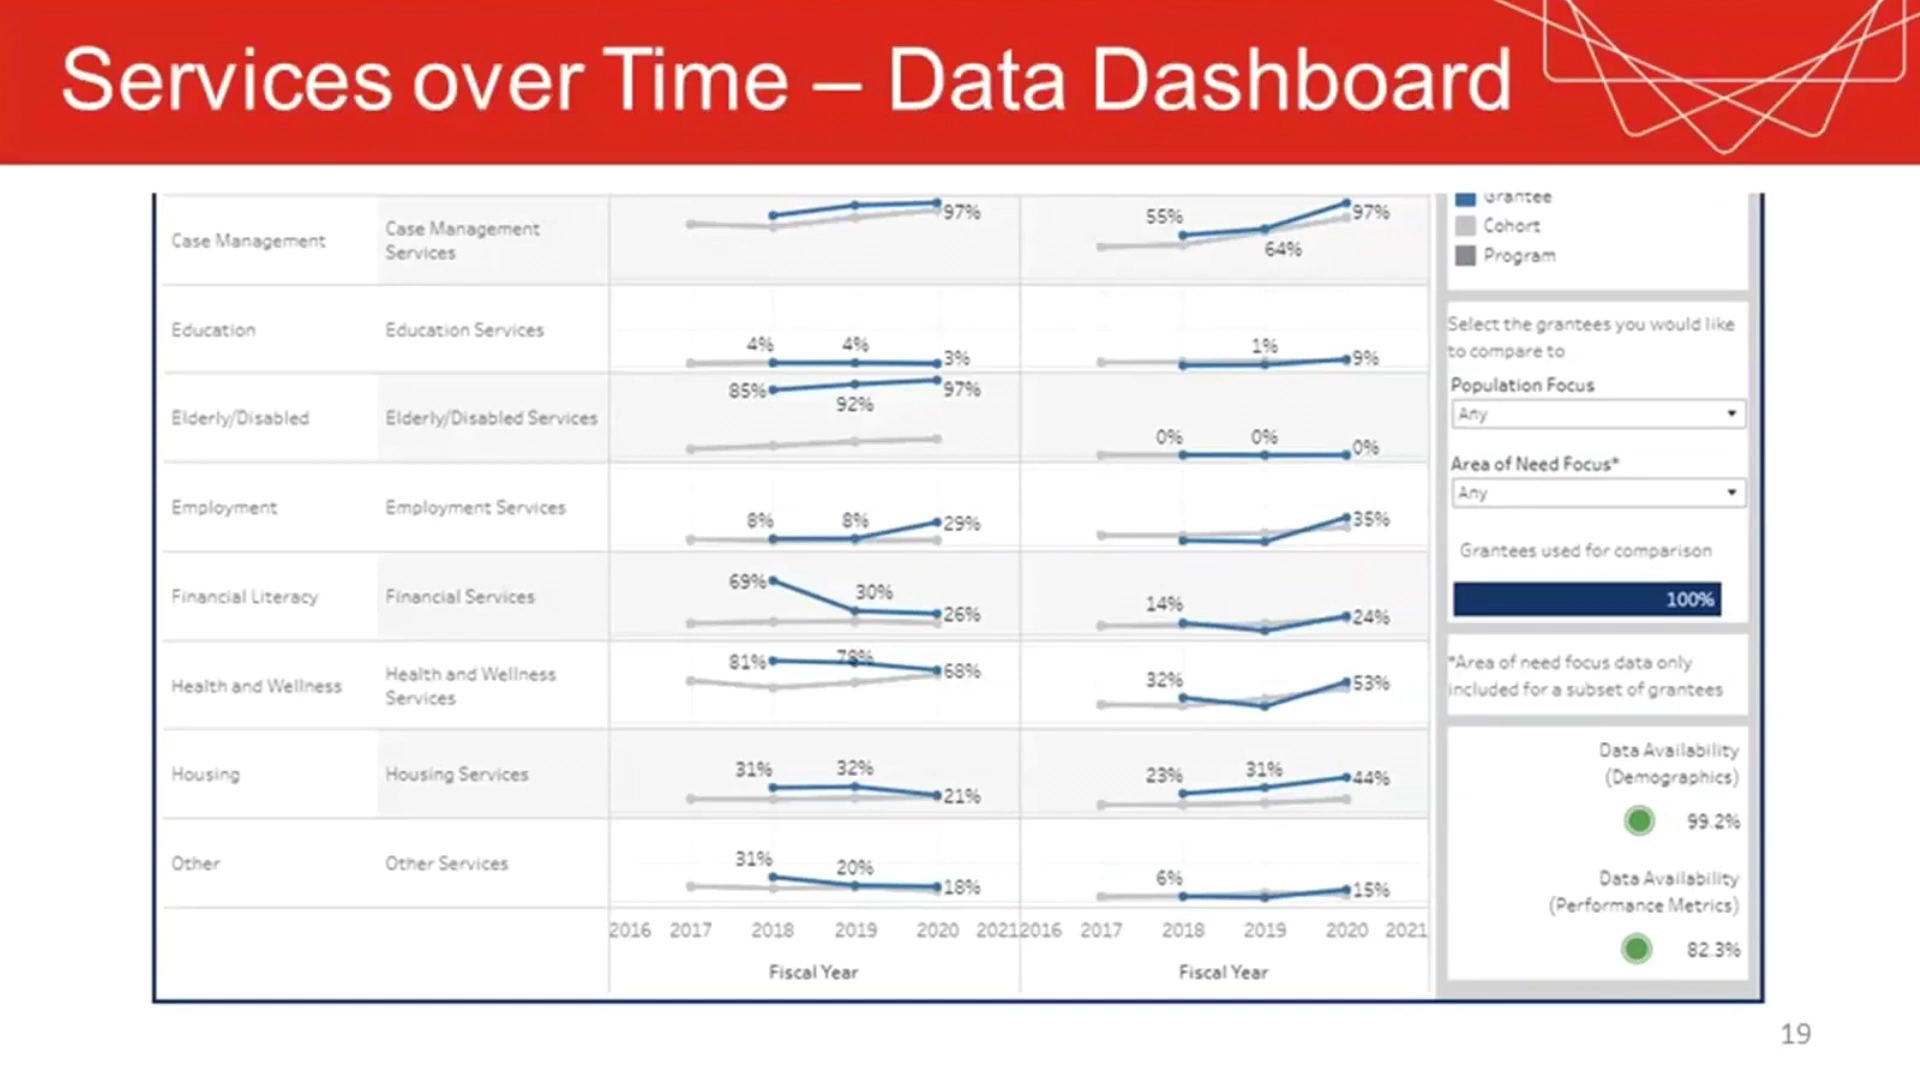 Services over Time – Data Dashboard
Grantee
Cohort
Program
Case Management
Case Management
Services
97%
55%
64%
97%
Education
Education Services
4%
4%
3%
1%
9%
Elderly/Disabled
Elderly/Disabled Services
85%
92%
97%
0%
0%
0%
Employment
Employment Services
8%
8%
29%
35%
Financial Literacy
Financial Services
69%
30%
26%
14%
24%
Health and Wellness
Health and Wellness
Services
81%
78%
68%
32%
53%
Housing
Housing Services
31%
32%
21%
23%
31%
44%
Other
Other Services
31%
20%
18%
6%
15%
2016 2017 2018 2019 2020 2021
2016 2017 2018 2019 2020 2021
Fiscal Year
Fiscal Year
Select the grantees you would like
to compare to
Population Focus
Any
Area of Need Focus*
Any
Grantees used for comparison
100%
*Area of need focus data only
included for a subset of grantees
Data Availability
(Demographics)
99.2%
Data Availability
(Performance Metrics)
82.3%
19